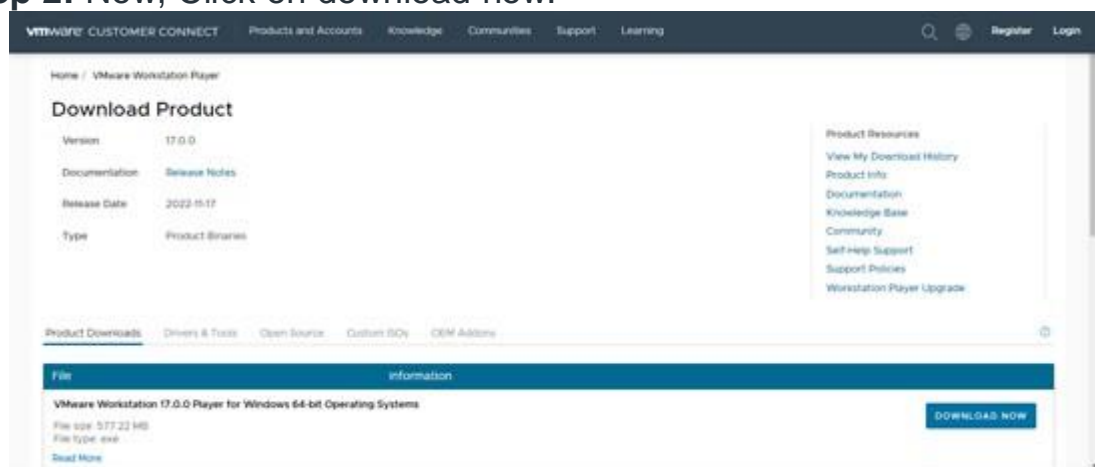 ep 2: Now, Click on download now.
vmware CUSTOMER CONNECT Products and Accounts Knowledge Communities Support Learning Register Login
Home / VMware Workstation Player
Download Product
Version 17.0.0
Documentation Release Notes
Release Date 2022-11-17
Type Product Binaries
Product Resources
View My Download History
Product Info
Documentation
Knowledge Base
Community
Self-Help Support
Support Policies
Workstation Player Upgrade
Product Downloads Drivers & Tools Open Source Custom ISOs OEM Addons
File Information
VMware Workstation 17.0.0 Player for Windows 64-bit Operating Systems
File size: 577.22 MB
File type: exe
DOWNLOAD NOW
Read More